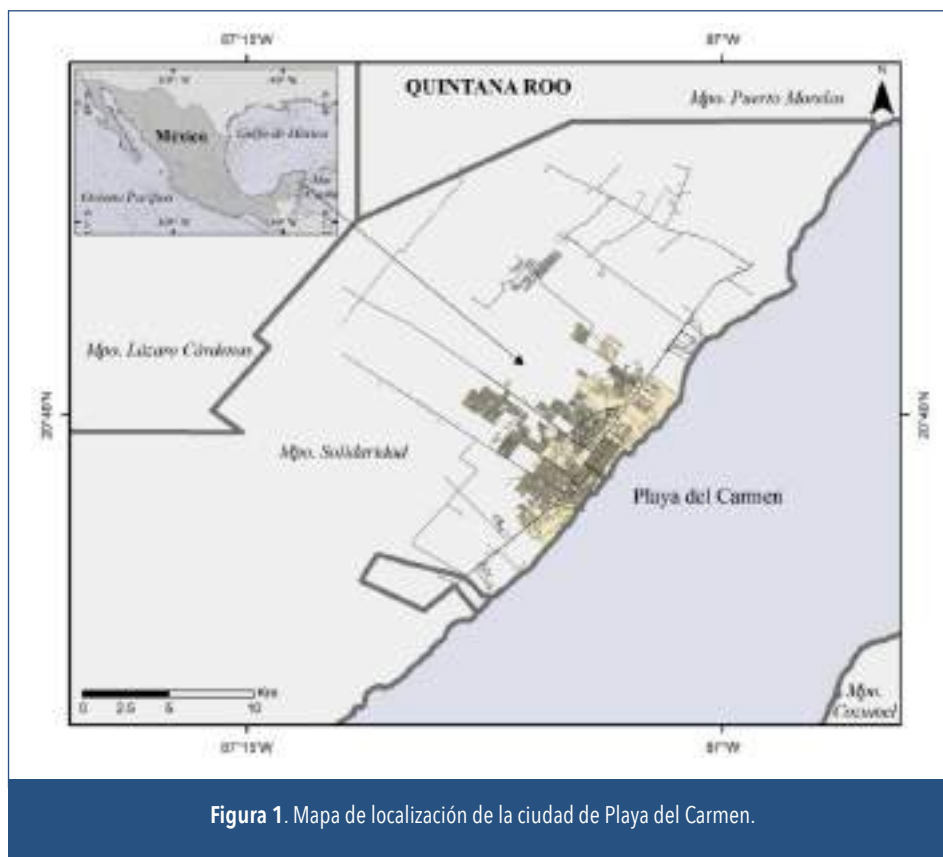 87°15'W 87°W
QUINTANA ROO
Mpo. Puerto Morelos
N
México
Golfo de México
Océano Pacífico
Mpo. Lázaro Cárdenas
20°40'N 20°40'N
Mpo. Solidaridad
Playa del Carmen
Km
0 2.5 5 10
Mpo. Cozumel
87°15'W 87°W
Figura 1. Mapa de localización de la ciudad de Playa del Carmen.